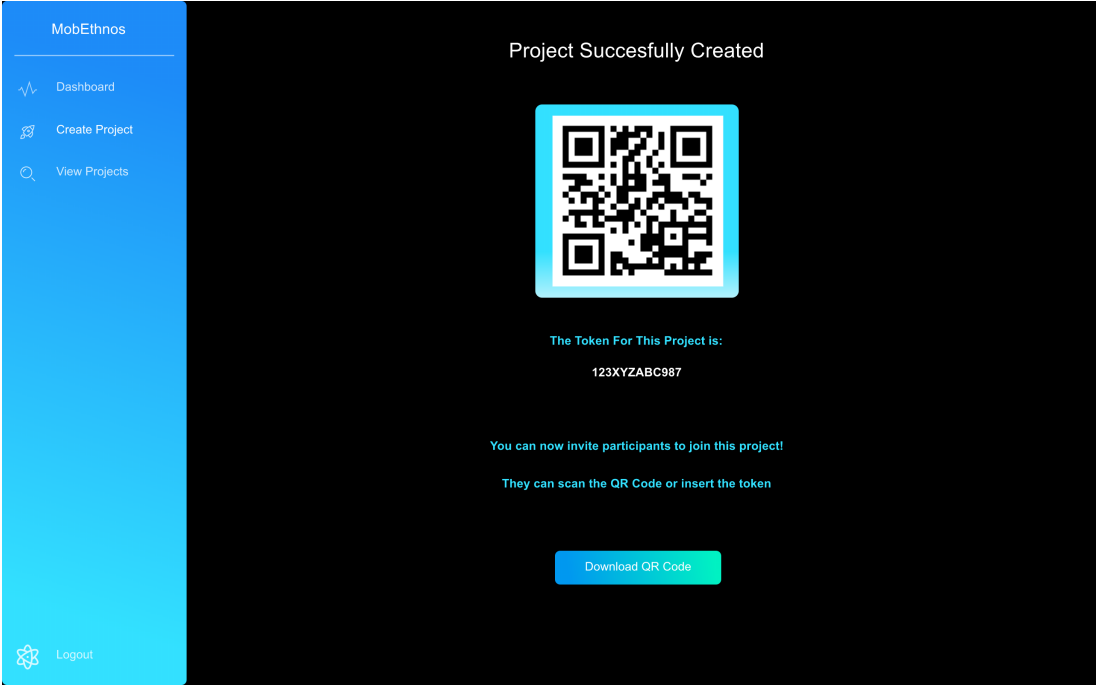 MobEthnos
Dashboard
Create Project
View Projects
Logout
Project Succesfully Created
The Token For This Project is:
123XYZABC987
You can now invite participants to join this project!
They can scan the QR Code or insert the token
Download QR Code